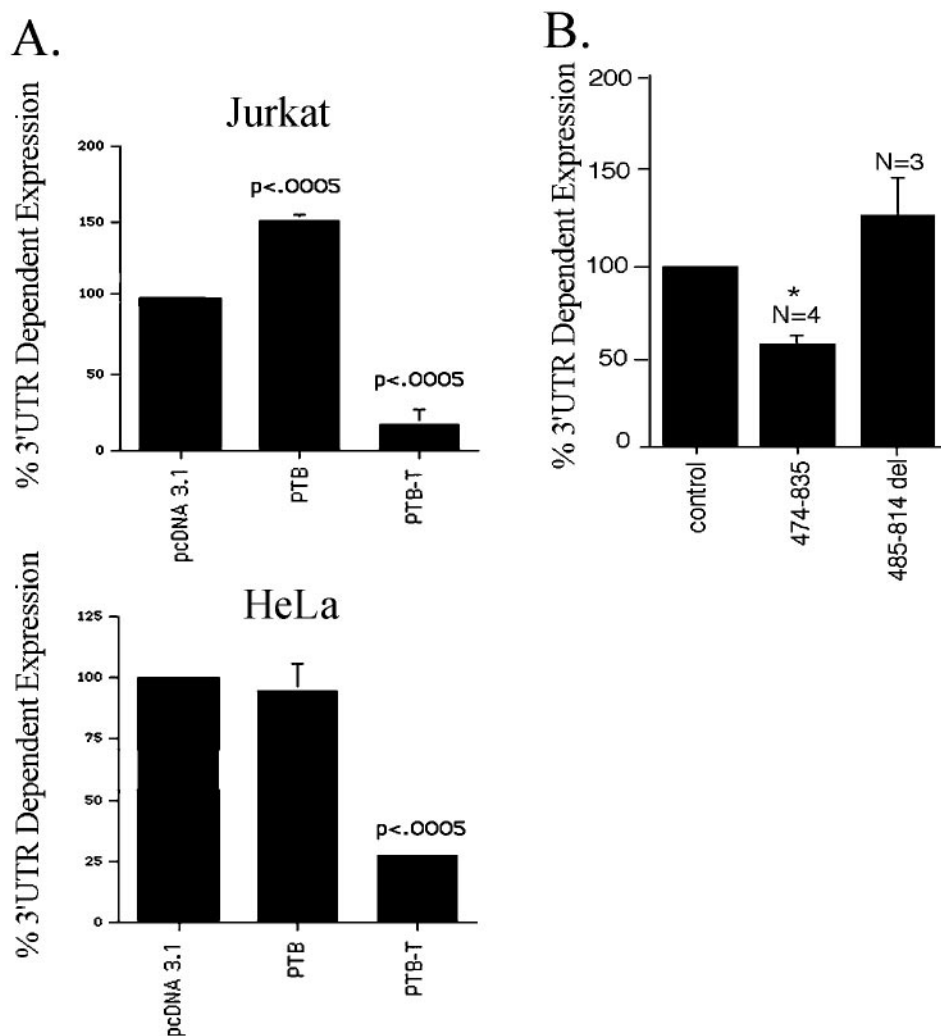 A.
Jurkat
% 3'UTR Dependent Expression
200
150
100
50
0
p<.0005
p<.0005
pcDNA 3.1
PTB
PTB-T
HeLa
% 3'UTR Dependent Expression
125
100
75
50
25
0
p<.0005
pcDNA 3.1
PTB
PTB-T
B.
% 3'UTR Dependent Expression
200
150
100
50
0
*
N=4
N=3
control
474-835
485-814 del